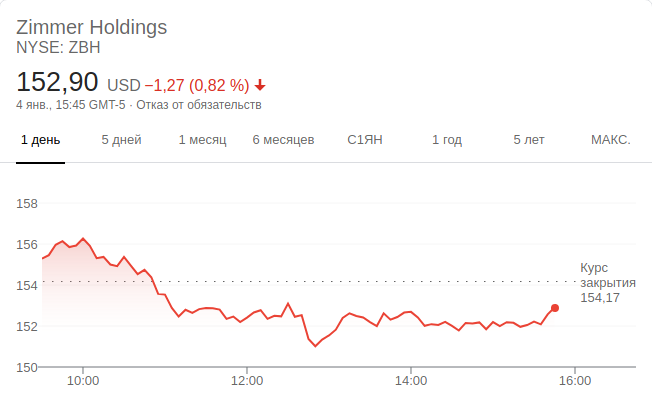 Zimmer Holdings
NYSE: ZBH
152,90 USD −1,27 (0,82 %)
4 янв., 15:45 GMT-5 · Отказ от обязательств
1 день 5 дней 1 месяц 6 месяцев С1ЯН 1 год 5 лет МАКС.
158
156
154
152
150
Курс
закрытия
154,17
10:00 12:00 14:00 16:00